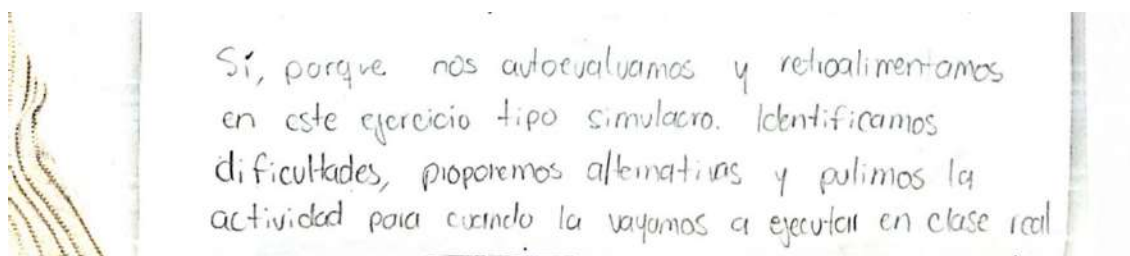 Sí, porque nos autoevaluamos y retroalimentamos
en este ejercicio tipo simulacro. Identificamos
dificultades, proponemos alternativas y pulimos la
actividad para cuando la vayamos a ejecutar en clase real